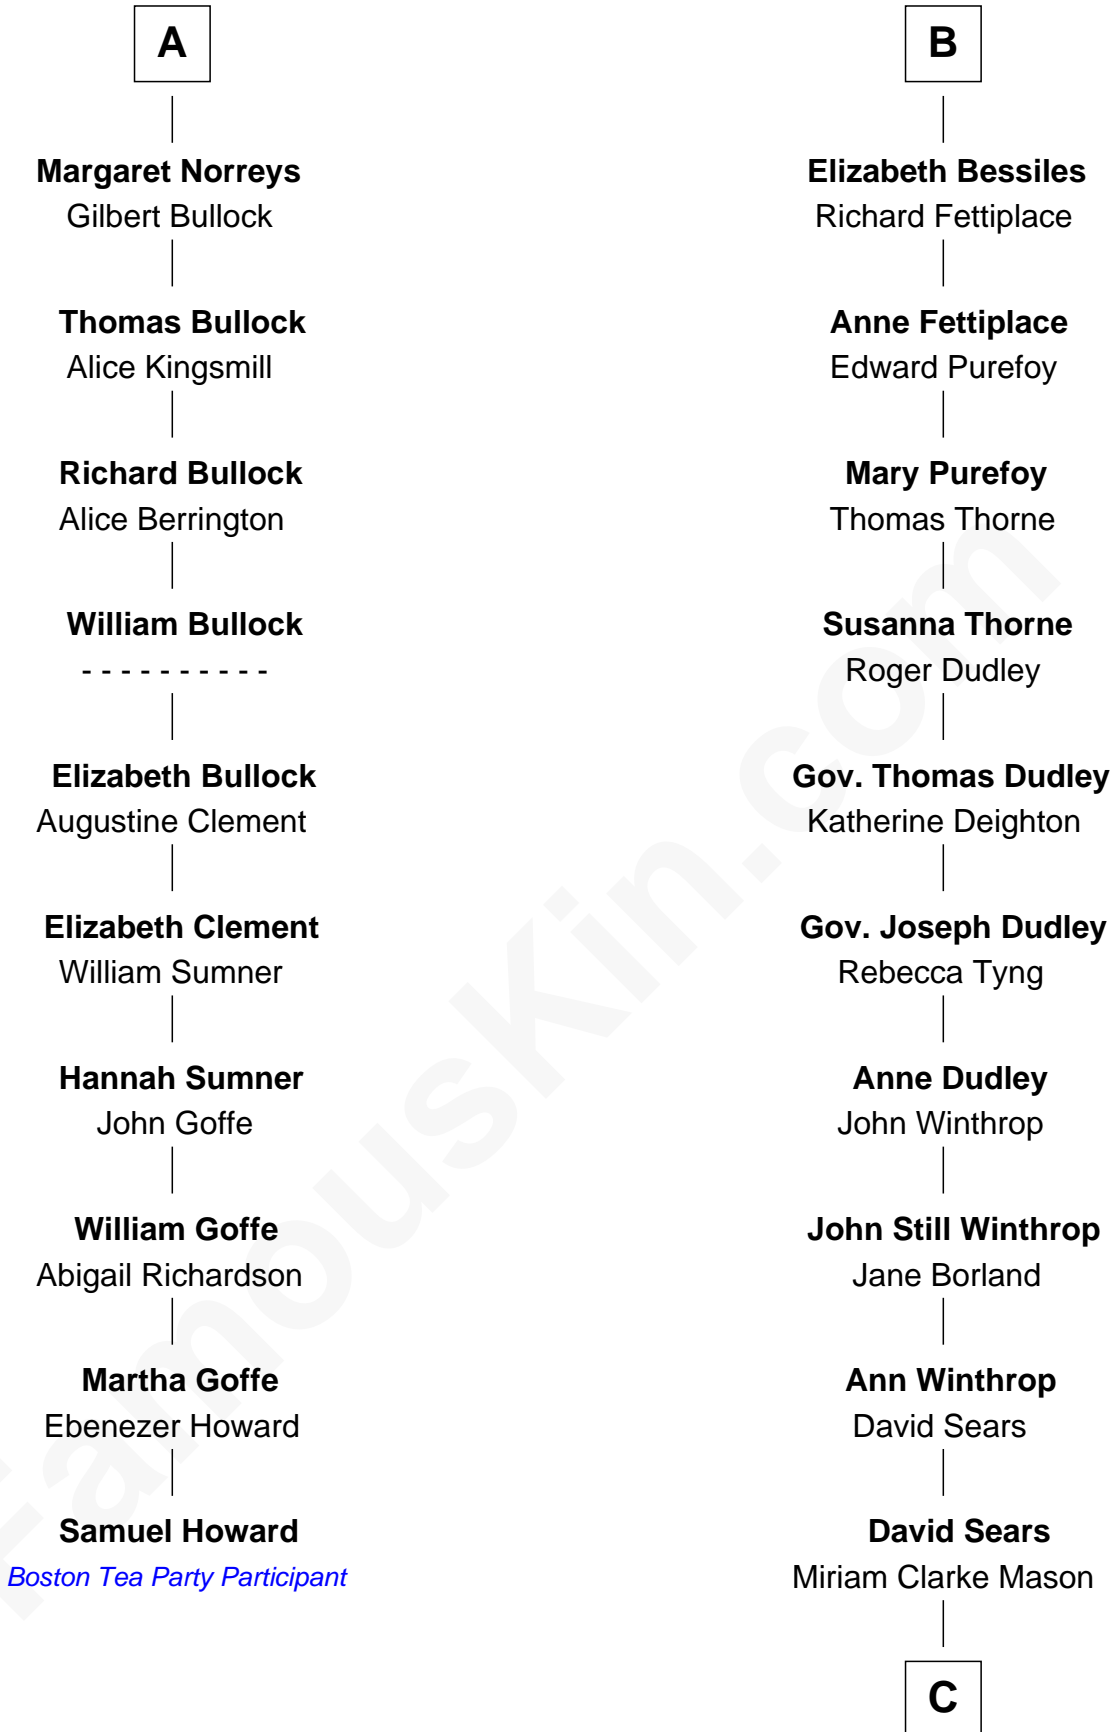 A
Margaret Norreys
Gilbert Bullock
Thomas Bullock
Alice Kingsmill
Richard Bullock
Alice Berrington
William Bullock
- - - - - - - - - -
Elizabeth Bullock
Augustine Clement
Elizabeth Clement
William Sumner
Hannah Sumner
John Goffe
William Goffe
Abigail Richardson
Martha Goffe
Ebenezer Howard
Samuel Howard
Boston Tea Party Participant
B
Elizabeth Bessiles
Richard Fettiplace
Anne Fettiplace
Edward Purefoy
Mary Purefoy
Thomas Thorne
Susanna Thorne
Roger Dudley
Gov. Thomas Dudley
Katherine Deighton
Gov. Joseph Dudley
Rebecca Tyng
Anne Dudley
John Winthrop
John Still Winthrop
Jane Borland
Ann Winthrop
David Sears
David Sears
Miriam Clarke Mason
C
FamousKin.com